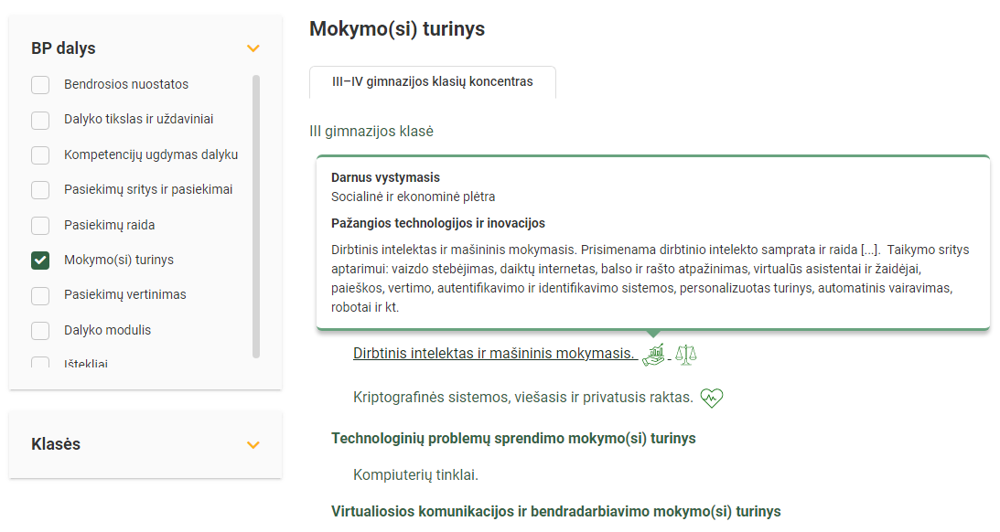 BP dalys
Bendrosios nuostatos
Dalyko tikslas ir uždaviniai
Kompetencijų ugdymas dalyku
Pasiekimų sritys ir pasiekimai
Pasiekimų raida
Mokymo(si) turinys
Pasiekimų vertinimas
Dalyko modulis
Ištekliai
Klasės
Mokymo(si) turinys
III–IV gimnazijos klasių koncentras
III gimnazijos klasė
Darnus vystymasis
Socialinė ir ekonominė plėtra
Pažangios technologijos ir inovacijos
Dirbtinis intelektas ir mašininis mokymasis. Prisimenama dirbtinio intelekto samprata ir raida [...]. Taikymo sritys
aptarimui: vaizdo stebėjimas, daiktų internetas, balso ir rašto atpažinimas, virtualūs asistentai ir žaidėjai,
paieškos, vertimo, autentifikavimo ir identifikavimo sistemos, personalizuotas turinys, automatinis vairavimas,
robotai ir kt.
Dirbtinis intelektas ir mašininis mokymasis.
Kriptografinės sistemos, viešasis ir privatusis raktas.
Technologinių problemų sprendimo mokymo(si) turinys
Kompiuterių tinklai.
Virtualiosios komunikacijos ir bendradarbiavimo mokymo(si) turinys